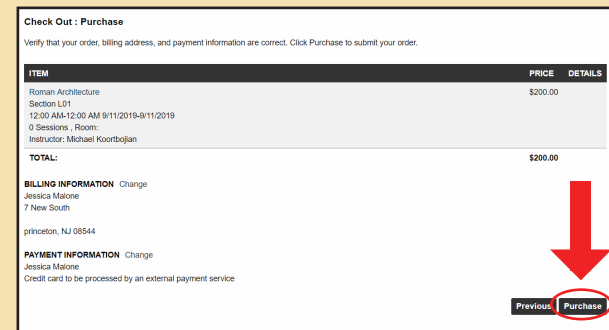 Check Out : Purchase
Verify that your order, billing address, and payment information are correct. Click Purchase to submit your order.
ITEM PRICE DETAILS
Roman Architecture $200.00
Section L01
12:00 AM-12:00 AM 9/11/2019-9/11/2019
0 Sessions , Room:
Instructor: Michael Koortbojian
TOTAL: $200.00
BILLING INFORMATION Change
Jessica Malone
7 New South
princeton, NJ 08544
PAYMENT INFORMATION Change
Jessica Malone
Credit card to be processed by an external payment service
Previous Purchase